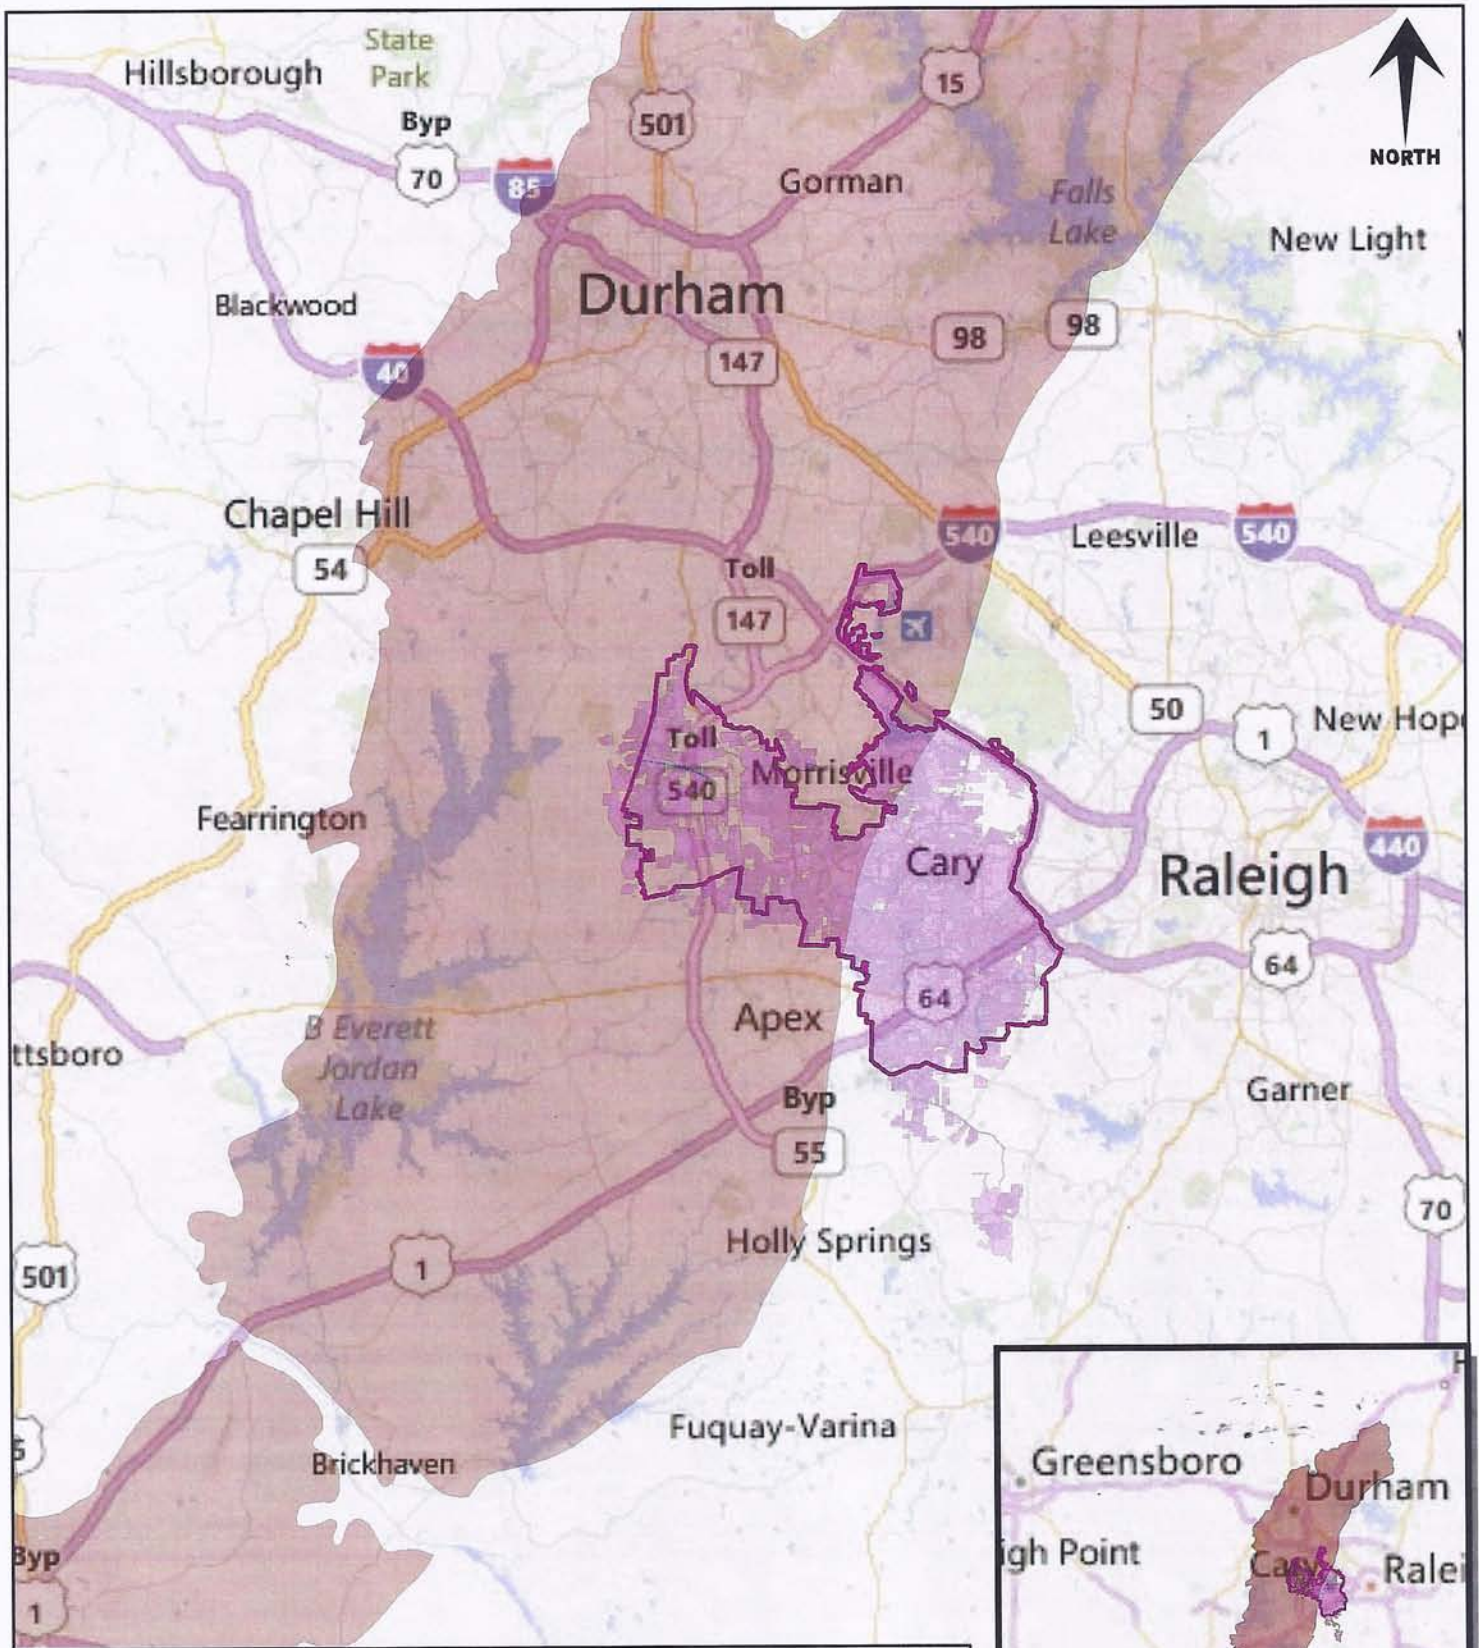 State
Park
Hillsborough
15
Byp
501
NORTH
70
85
Gorman
Falls
Lake
New Light
Durham
Blackwood
98
98
147
40
Chapel Hill
540
Leesville
540
54
Toll
147
50
1
New Hop
Toll
540
Morrisville
Fearrington
440
Cary
Raleigh
64
64
Apex
B Everett
Jordan
Lake
ttsboro
Garner
Byp
55
70
Holly Springs
1
501
Fuquay-Varina
Brickhaven
5
Greensboro
Durham
igh Point
Cary
Ralei
Byp
1
H